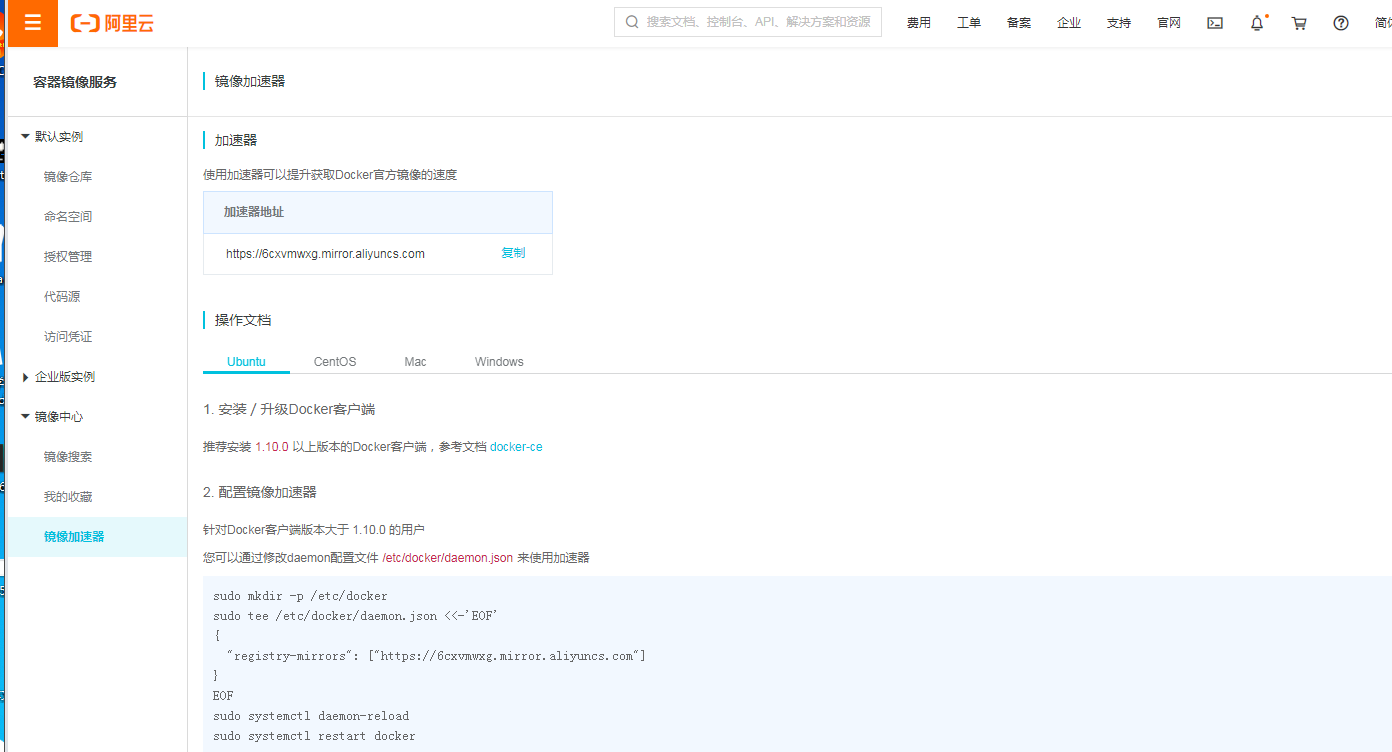 阿里云
搜索文档、控制台、API、解决方案和资源
费用 工单 备案 企业 支持 官网 简体
容器镜像服务
镜像加速器
默认实例
镜像仓库
命名空间
授权管理
代码源
访问凭证
企业版实例
镜像中心
镜像搜索
我的收藏
镜像加速器
加速器
使用加速器可以提升获取Docker官方镜像的速度
加速器地址
https://6cxvmwxg.mirror.aliyuncs.com 复制
操作文档
Ubuntu CentOS Mac Windows
1. 安装 / 升级Docker客户端
推荐安装 1.10.0 以上版本的Docker客户端，参考文档 docker-ce
2. 配置镜像加速器
针对Docker客户端版本大于 1.10.0 的用户
您可以通过修改daemon配置文件 /etc/docker/daemon.json 来使用加速器
sudo mkdir -p /etc/docker
sudo tee /etc/docker/daemon.json <<-'EOF'
{
"registry-mirrors": ["https://6cxvmwxg.mirror.aliyuncs.com"]
}
EOF
sudo systemctl daemon-reload
sudo systemctl restart docker